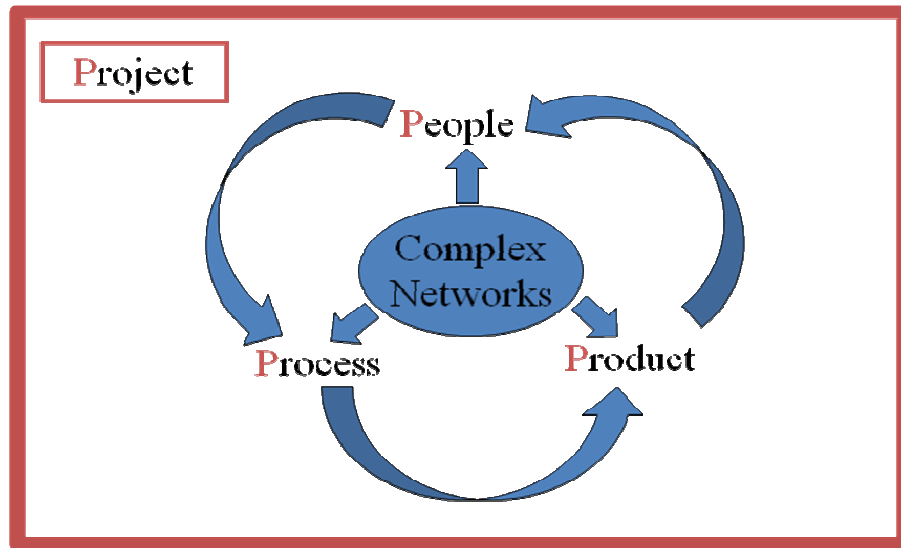 Project
People
Complex
Networks
Process
Product